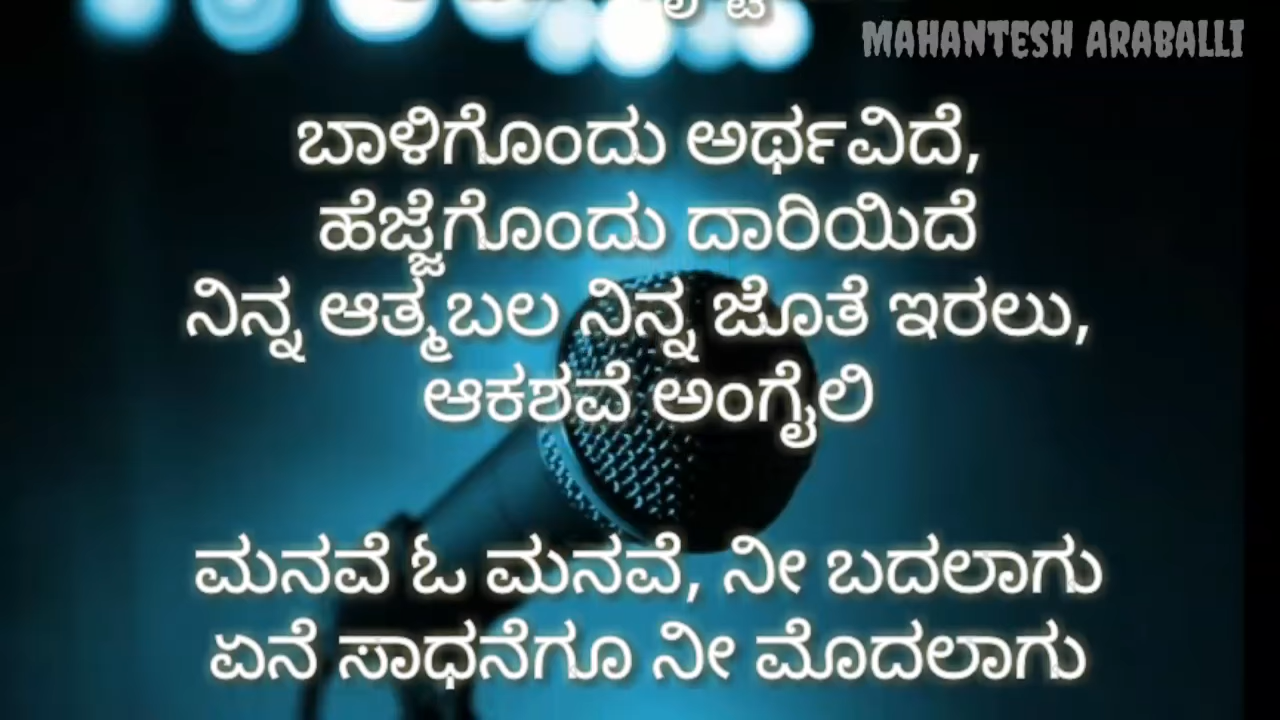 MAHANTESH ARABALLI
ಬಾಳಿಗೊಂದು ಅರ್ಥವಿದೆ,
ಹೆಜ್ಜೆಗೊಂದು ದಾರಿಯಿದೆ
ನಿನ್ನ ಆತ್ಮಬಲ ನಿನ್ನ ಜೊತೆ ಇರಲು,
ಆಕಶವೆ ಅಂಗೈಲಿ
ಮನವೆ ಓ ಮನವೆ, ನೀ ಬದಲಾಗು
ಏನೆ ಸಾಧನೆಗೂ ನೀ ಮೊದಲಾಗು